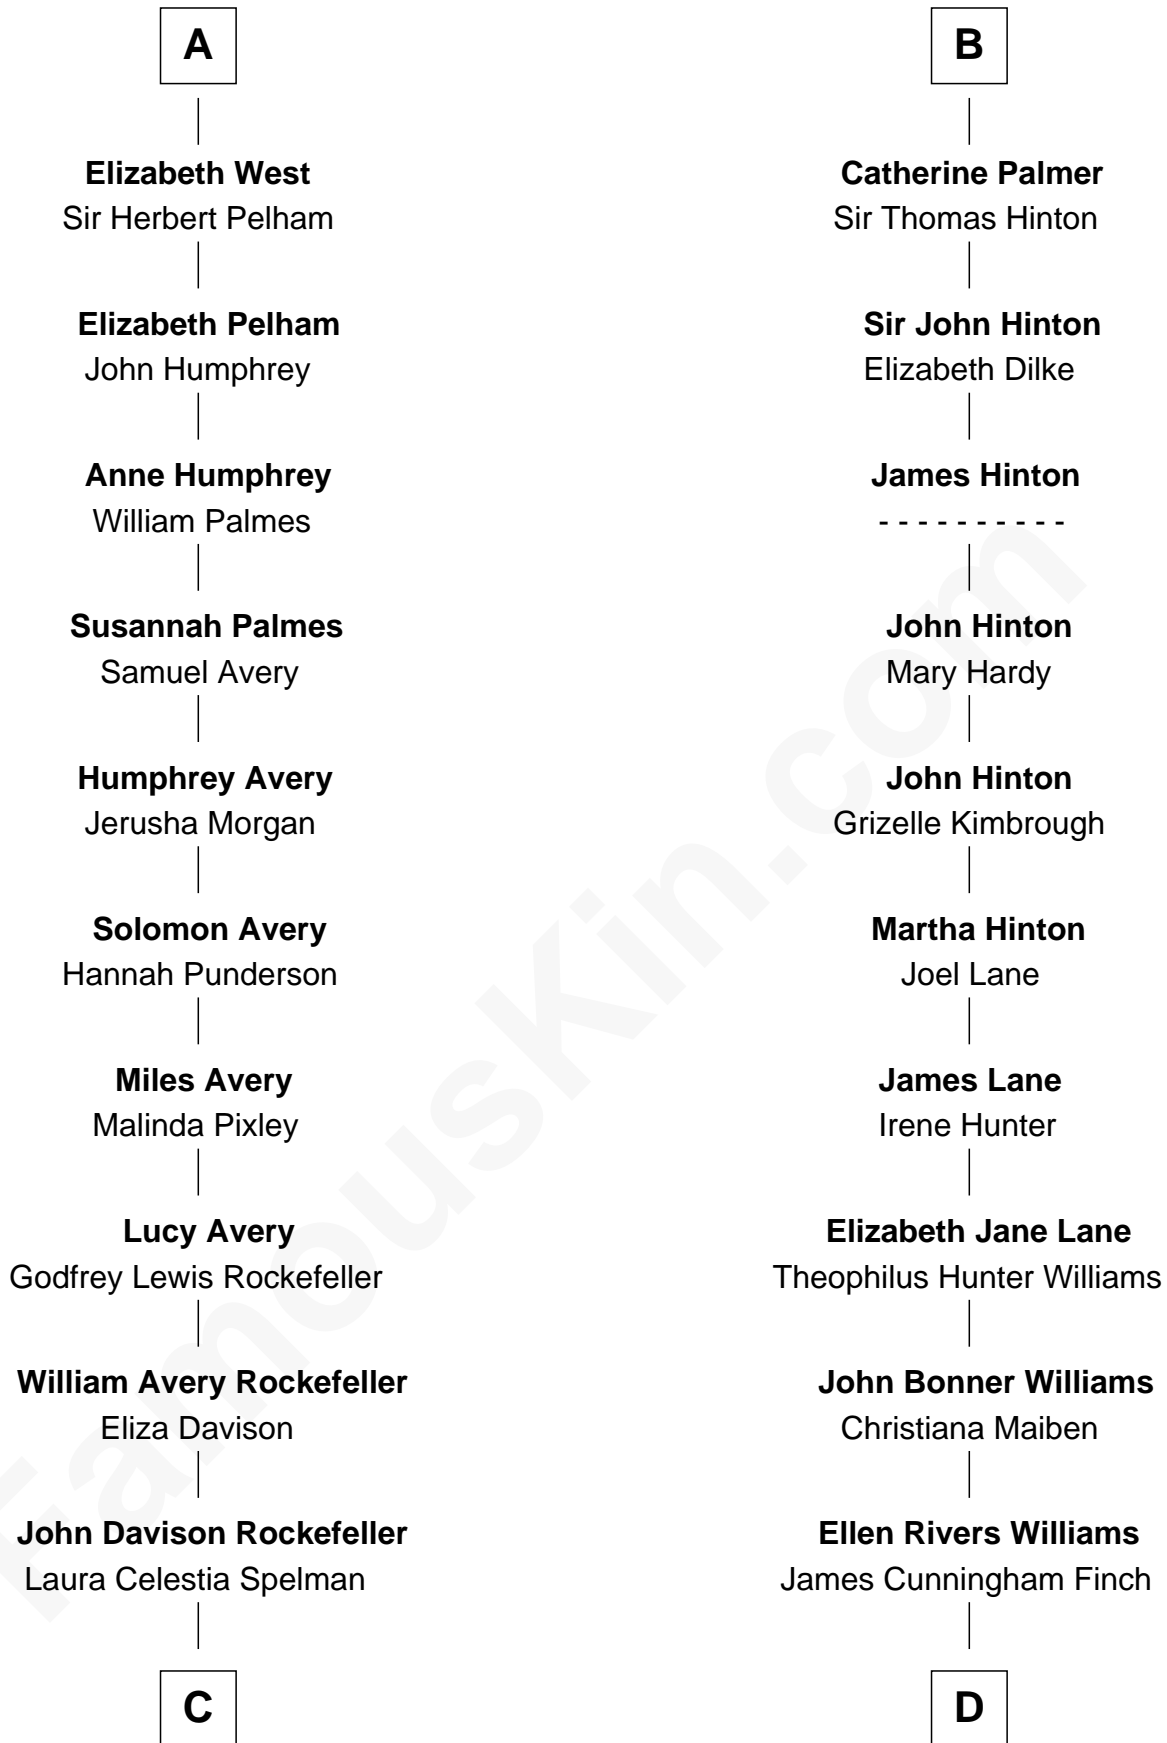 A
Elizabeth West
Sir Herbert Pelham
Elizabeth Pelham
John Humphrey
Anne Humphrey
William Palmes
Susannah Palmes
Samuel Avery
Humphrey Avery
Jerusha Morgan
Solomon Avery
Hannah Punderson
Miles Avery
Malinda Pixley
Lucy Avery
Godfrey Lewis Rockefeller
William Avery Rockefeller
Eliza Davison
John Davison Rockefeller
Laura Celestia Spelman
C
B
Catherine Palmer
Sir Thomas Hinton
Sir John Hinton
Elizabeth Dilke
James Hinton
- - - - - - - - - -
John Hinton
Mary Hardy
John Hinton
Grizelle Kimbrough
Martha Hinton
Joel Lane
James Lane
Irene Hunter
Elizabeth Jane Lane
Theophilus Hunter Williams
John Bonner Williams
Christiana Maiben
Ellen Rivers Williams
James Cunningham Finch
D
FamousKin.com